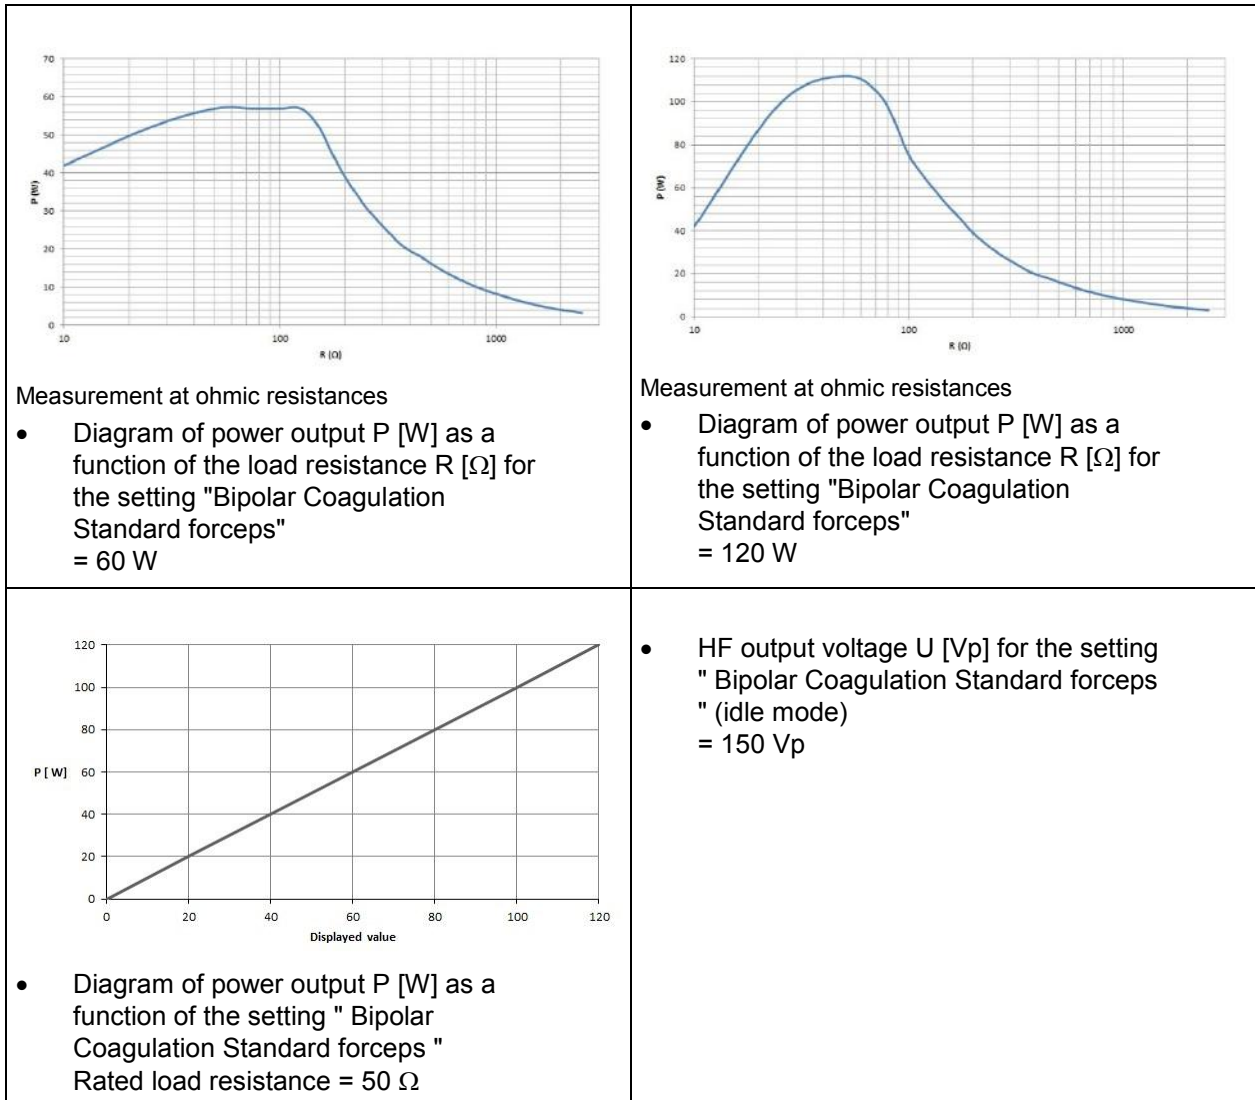 70
60
50
40
30
20
10
0
P (W)
10
100
1000
R (Ω)
Measurement at ohmic resistances
• Diagram of power output P [W] as a
function of the load resistance R [Ω] for
the setting "Bipolar Coagulation
Standard forceps"
= 60 W
120
100
80
60
40
20
0
P (W)
10
100
1000
R (Ω)
Measurement at ohmic resistances
• Diagram of power output P [W] as a
function of the load resistance R [Ω] for
the setting "Bipolar Coagulation
Standard forceps"
= 120 W
120
100
80
P [ W] 60
40
20
0
0 20 40 60 80 100 120
Displayed value
• Diagram of power output P [W] as a
function of the setting " Bipolar
Coagulation Standard forceps "
Rated load resistance = 50 Ω
• HF output voltage U [Vp] for the setting
" Bipolar Coagulation Standard forceps
" (idle mode)
= 150 Vp